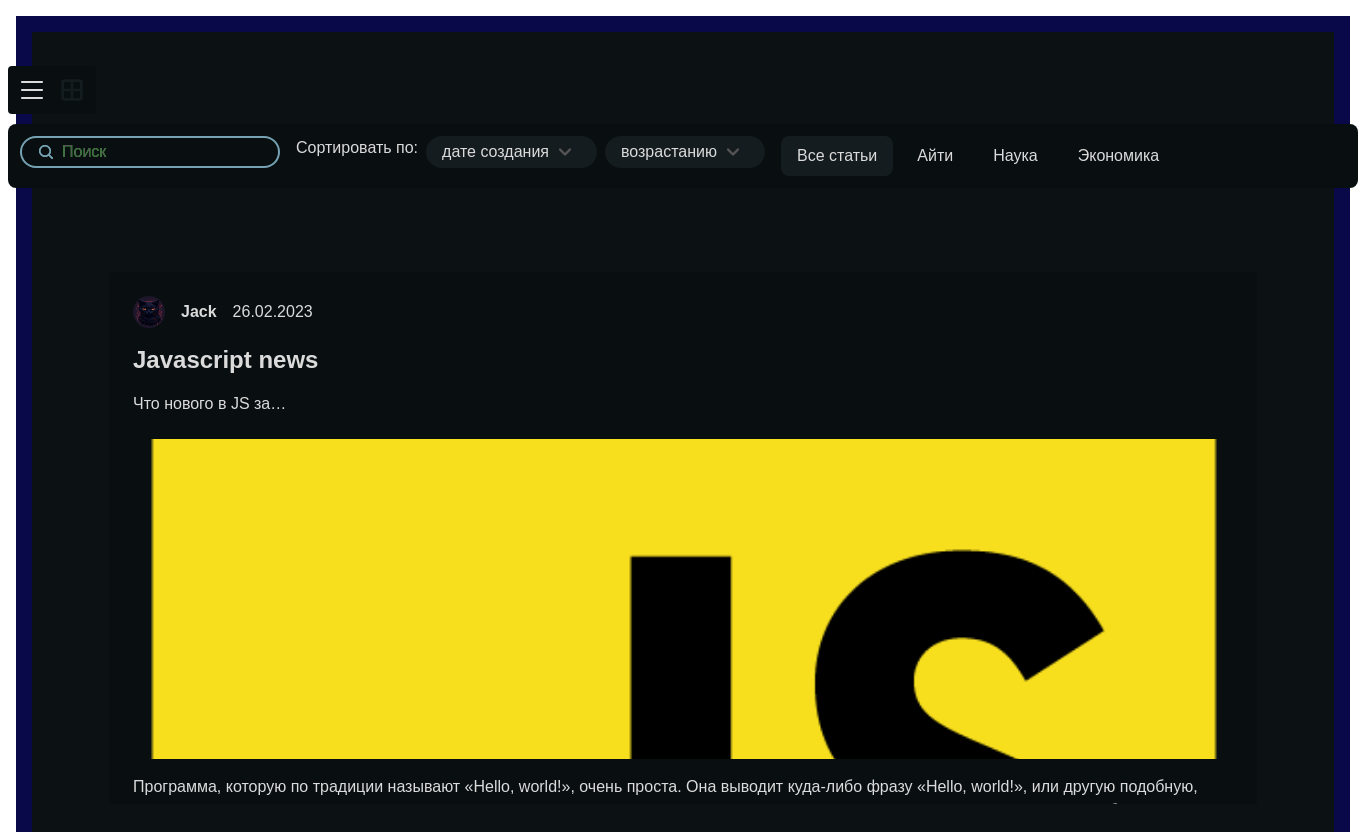 Поиск
Сортировать по:
дате создания
возрастанию
Все статьи
Айти
Наука
Экономика
Jack 26.02.2023
Javascript news
Что нового в JS за…
JS
Программа, которую по традиции называют «Hello, world!», очень проста. Она выводит куда-либо фразу «Hello, world!», или другую подобную,